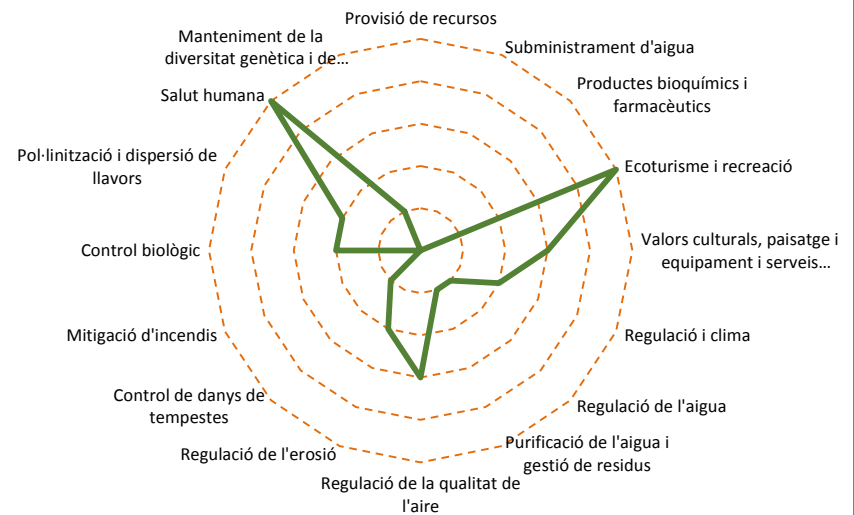 Provisió de recursos
Subministrament d'aigua
Productes bioquímics i
farmacèutics
Ecoturisme i recreació
Valors culturals, paisatge i
equipament i serveis…
Regulació i clima
Regulació de l'aigua
Purificació de l'aigua i
gestió de residus
Regulació de la qualitat de
l'aire
Regulació de l'erosió
Control de danys de
tempestes
Mitigació d'incendis
Control biològic
Pol·linització i dispersió de
llavors
Salut humana
Manteniment de la
diversitat genètica i de…